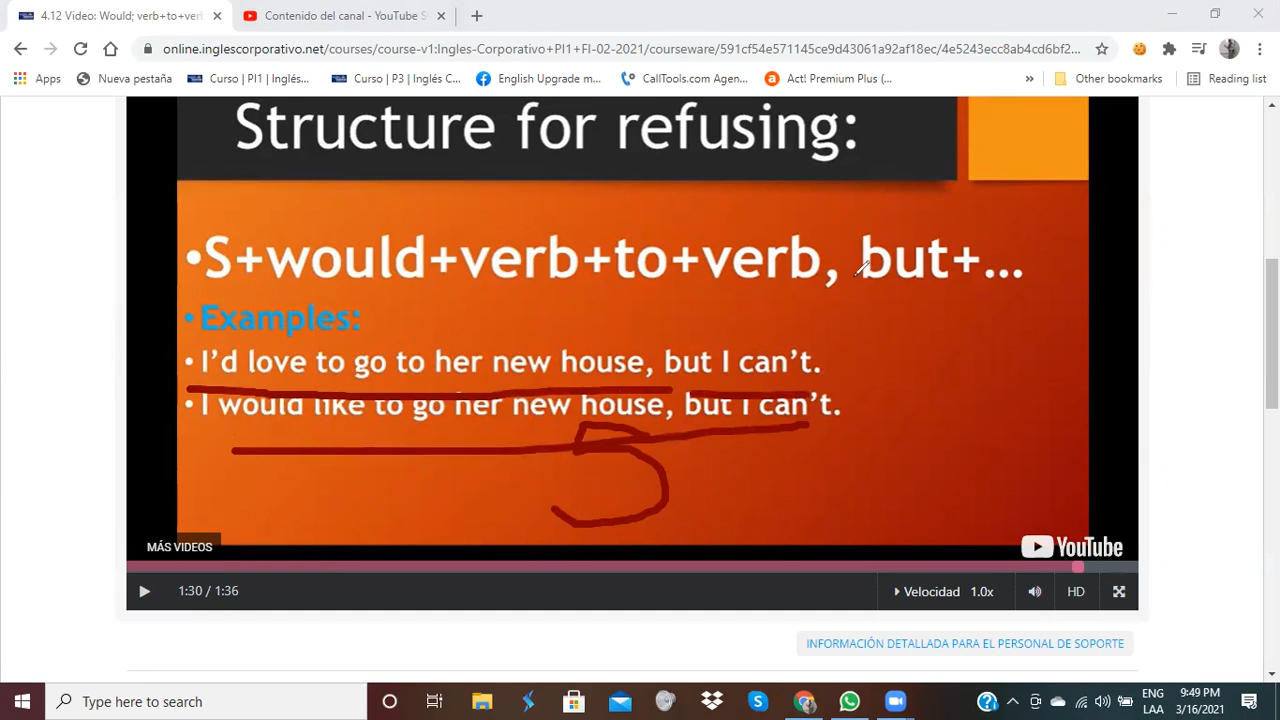 4.12 Video: Would; verb+to+ver
Contenido del canal - YouTube S
online.inglescorporativo.net/courses/course-v1:Ingles-Corporativo+PI1+FI-02-2021/courseware/591cf54e571145ce9d43061a92af18ec/4e5243ecc8ab4cd6bf2...
Apps
Nueva pestaña
Curso | PI1 | Inglés...
Curso | P3 | Inglés C...
English Upgrade m...
CallTools.com Agen...
Act! Premium Plus (...
»
Other bookmarks
Reading list
Structure for refusing:
•S+would+verb+to+verb, but+...
• Examples:
• I'd love to go to her new house, but I can't.
• I would like to go her new house, but I can't.
5
MÁS VIDEOS
YouTube
1:30 / 1:36
Velocidad 1.0x
HD
INFORMACIÓN DETALLADA PARA EL PERSONAL DE SOPORTE
Type here to search
ENG
LAA
9:49 PM
3/16/2021